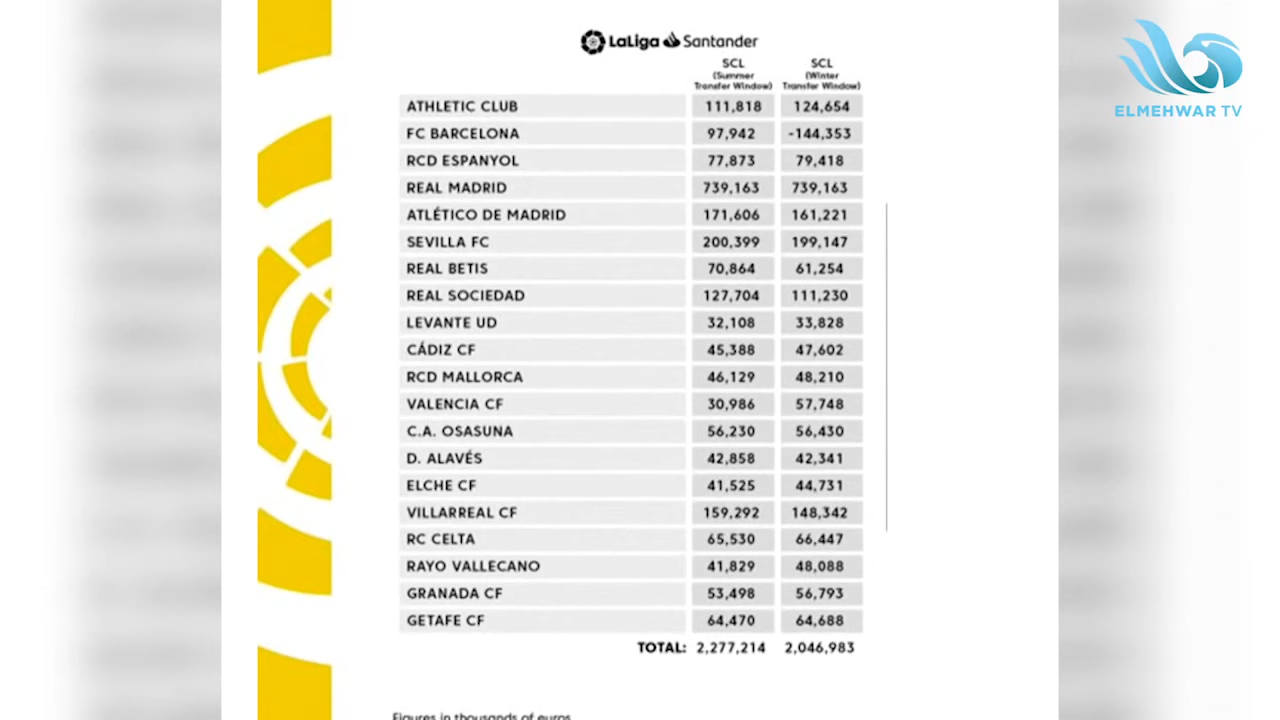 LaLiga Santander
ELMEHWAR TV
SCL (Summer Transfer Window) SCL (Winter Transfer Window)
ATHLETIC CLUB 111,818 124,654
FC BARCELONA 97,942 -144,353
RCD ESPANYOL 77,873 79,418
REAL MADRID 739,163 739,163
ATLÉTICO DE MADRID 171,606 161,221
SEVILLA FC 200,399 199,147
REAL BETIS 70,864 61,254
REAL SOCIEDAD 127,704 111,230
LEVANTE UD 32,108 33,828
CÁDIZ CF 45,388 47,602
RCD MALLORCA 46,129 48,210
VALENCIA CF 30,986 57,748
C.A. OSASUNA 56,230 56,430
D. ALAVÉS 42,858 42,341
ELCHE CF 41,525 44,731
VILLARREAL CF 159,292 148,342
RC CELTA 65,530 66,447
RAYO VALLECANO 41,829 48,088
GRANADA CF 53,498 56,793
GETAFE CF 64,470 64,688
TOTAL: 2,277,214 2,046,983
Figures in thousands of euros